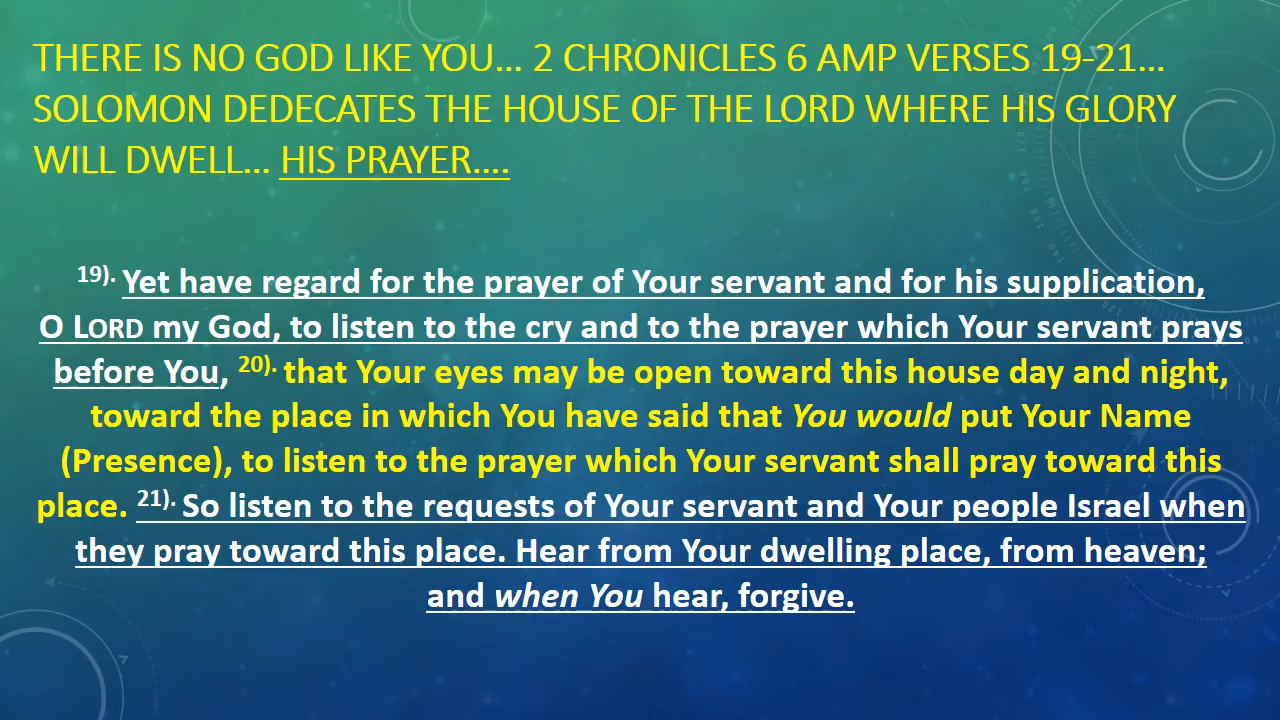 THERE IS NO GOD LIKE YOU... 2 CHRONICLES 6 AMP VERSES 19-21...
SOLOMON DEDECATES THE HOUSE OF THE LORD WHERE HIS GLORY
WILL DWELL... HIS PRAYER....
19). Yet have regard for the prayer of Your servant and for his supplication,
O LORD my God, to listen to the cry and to the prayer which Your servant prays
before You, 20). that Your eyes may be open toward this house day and night,
toward the place in which You have said that You would put Your Name
(Presence), to listen to the prayer which Your servant shall pray toward this
place. 21). So listen to the requests of Your servant and Your people Israel when
they pray toward this place. Hear from Your dwelling place, from heaven;
and when You hear, forgive.